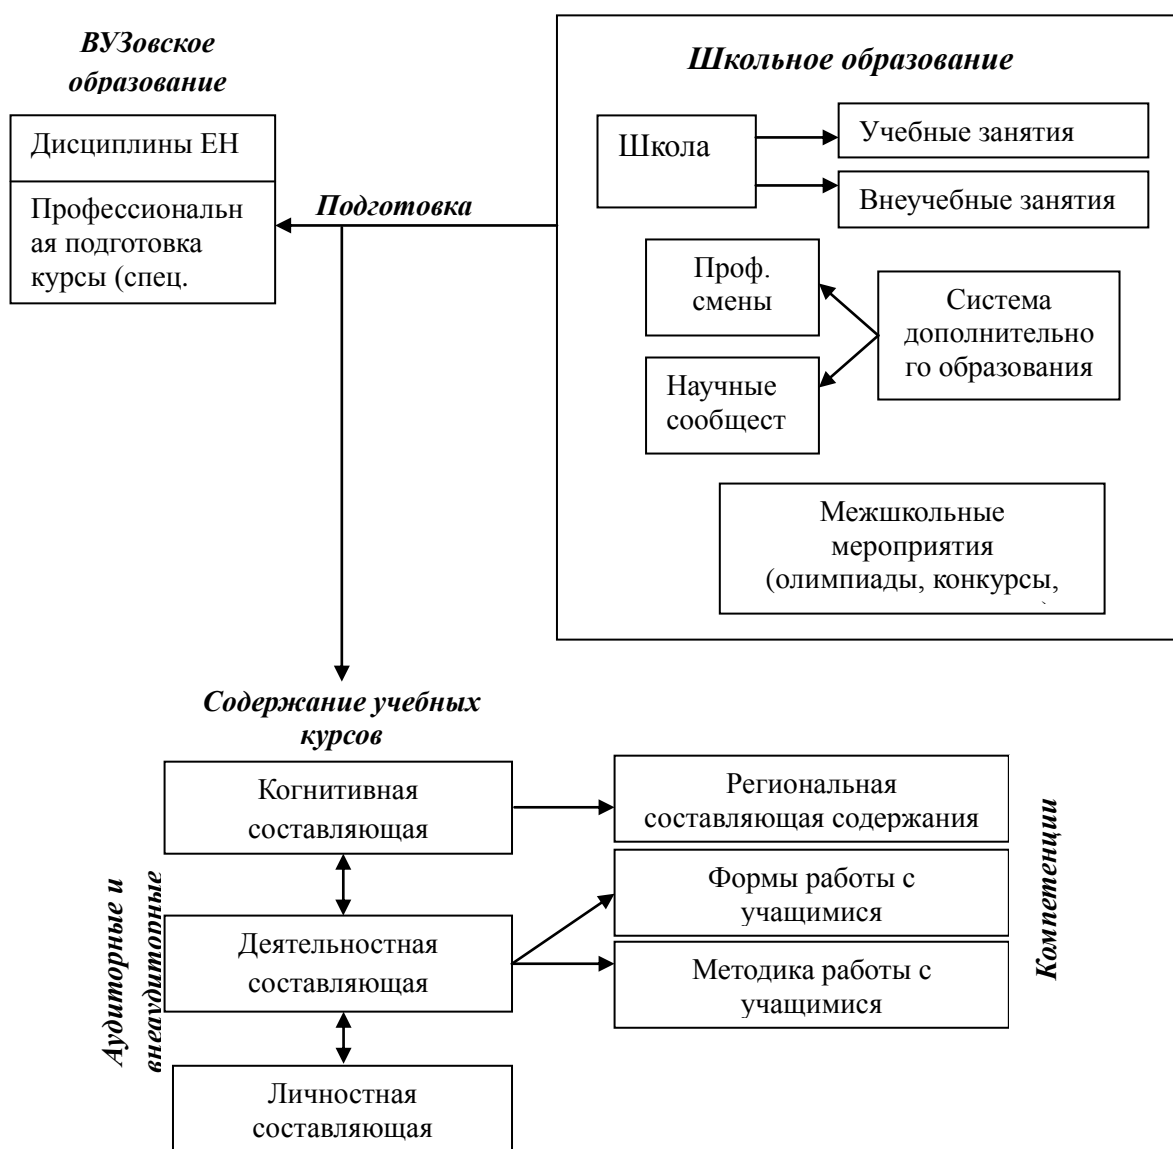 ВУЗовское
образование
Дисциплины ЕН
Профессиональн
ая подготовка
курсы (спец.
Подготовка
Школьное образование
Школа
Учебные занятия
Внеучебные занятия
Проф.
смены
Научные
сообщест
Система
дополнительно
го образования
Межшкольные
мероприятия
(олимпиады, конкурсы,
Содержание учебных
курсов
Аудиторные и
внеаудиторные
Когнитивная
составляющая
Деятельностная
составляющая
Личностная
составляющая
Региональная
составляющая содержания
Формы работы с
учащимися
Методика работы с
учащимися
Компетенции